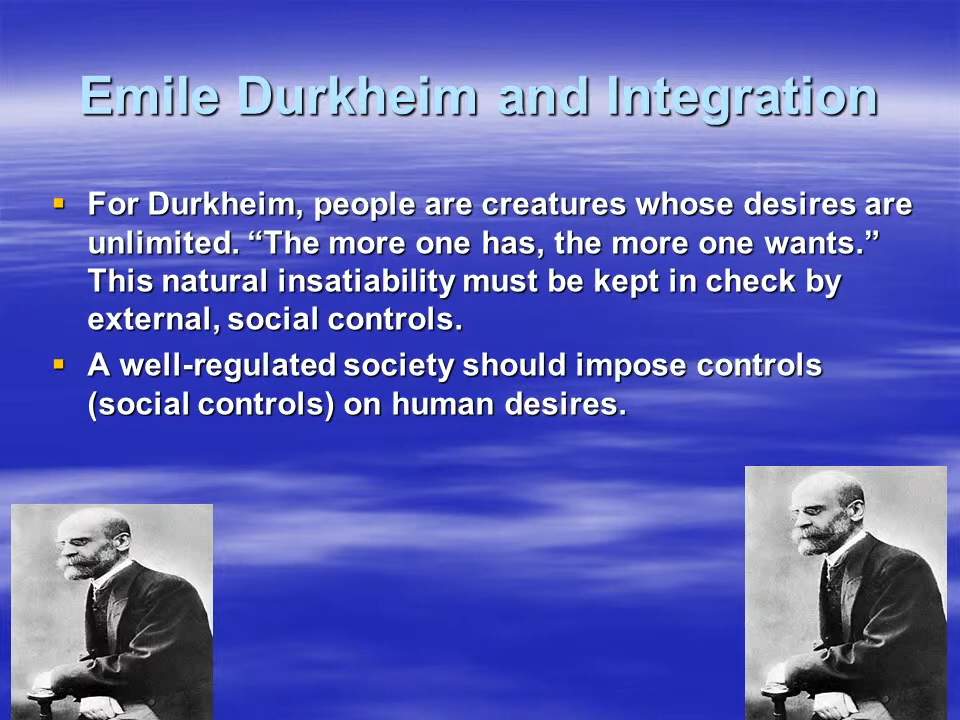 Emile Durkheim and Integration
▪ For Durkheim, people are creatures whose desires are
unlimited. “The more one has, the more one wants.”
This natural insatiability must be kept in check by
external, social controls.
▪ A well-regulated society should impose controls
(social controls) on human desires.